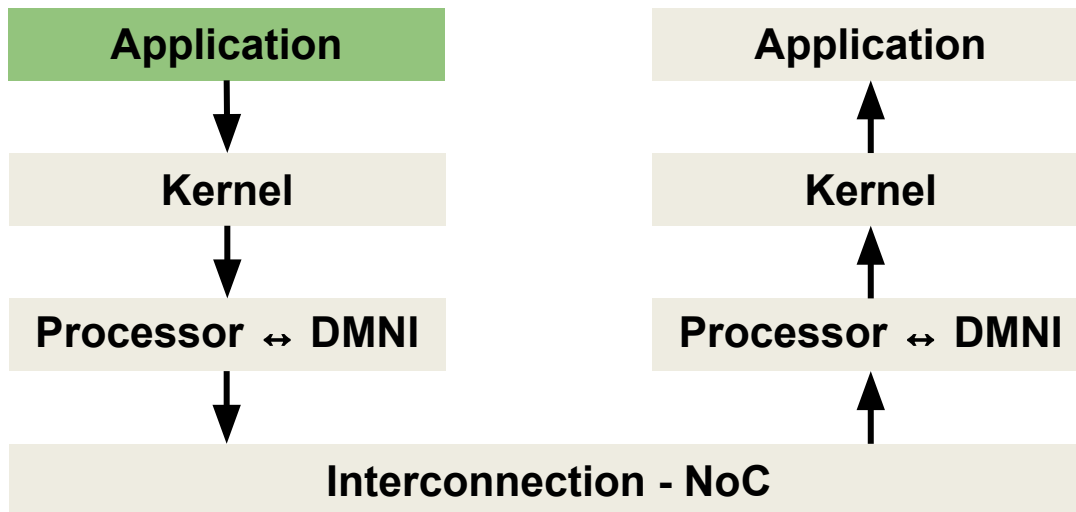 Application
Kernel
Processor ↔ DMNI
Application
Kernel
Processor ↔ DMNI
Interconnection - NoC